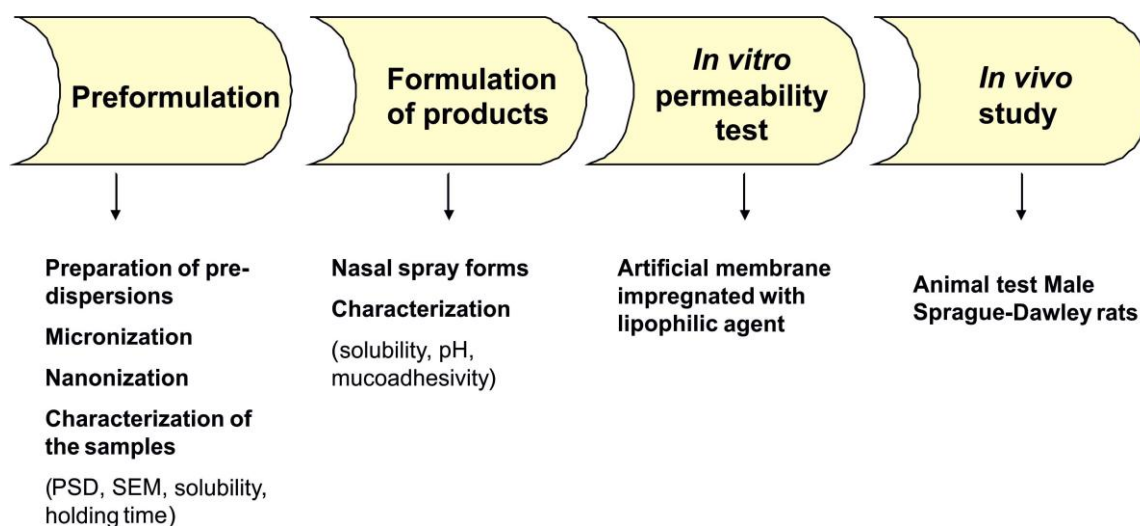 Preformulation
Formulation
of products
In vitro
permeability
test
In vivo
study
Preparation of pre-
dispersions
Micronization
Nanonization
Characterization of
the samples
(PSD, SEM, solubility,
holding time)
Nasal spray forms
Characterization
(solubility, pH,
mucoadhesivity)
Artificial membrane
impregnated with
lipophilic agent
Animal test Male
Sprague-Dawley rats